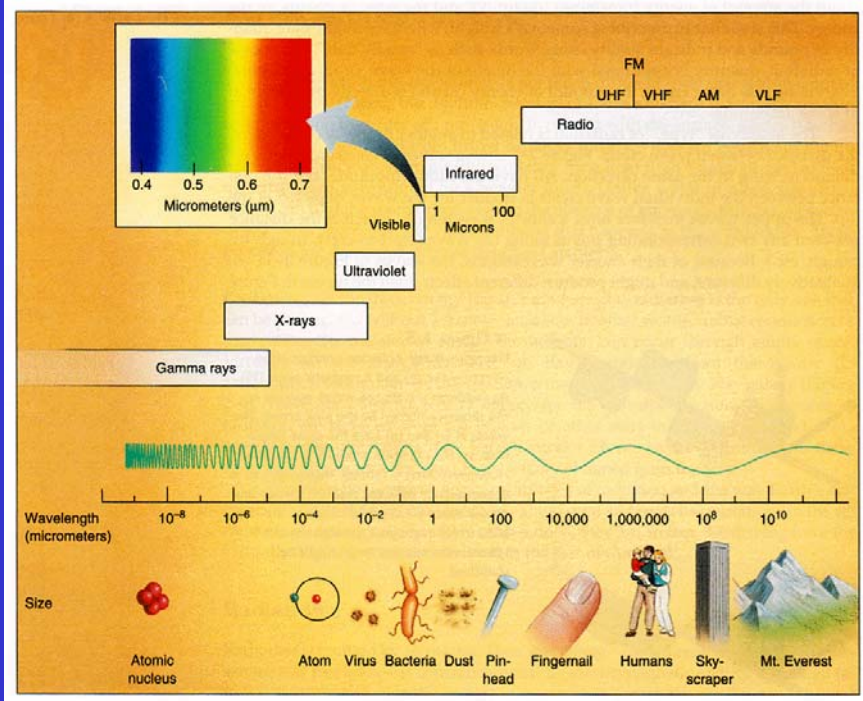 FM
UHF VHF AM VLF
Radio
Infrared
0.4 0.5 0.6 0.7
Micrometers (μm)
1 100
Visible Microns
Ultraviolet
X-rays
Gamma rays
Wavelength
(micrometers)
10⁻⁸ 10⁻⁶ 10⁻⁴ 10⁻² 1 100 10,000 1,000,000 10⁸ 10¹⁰
Size
Atomic
nucleus
Atom
Virus
Bacteria
Dust
Pin-
head
Fingernail
Humans
Sky-
scraper
Mt. Everest